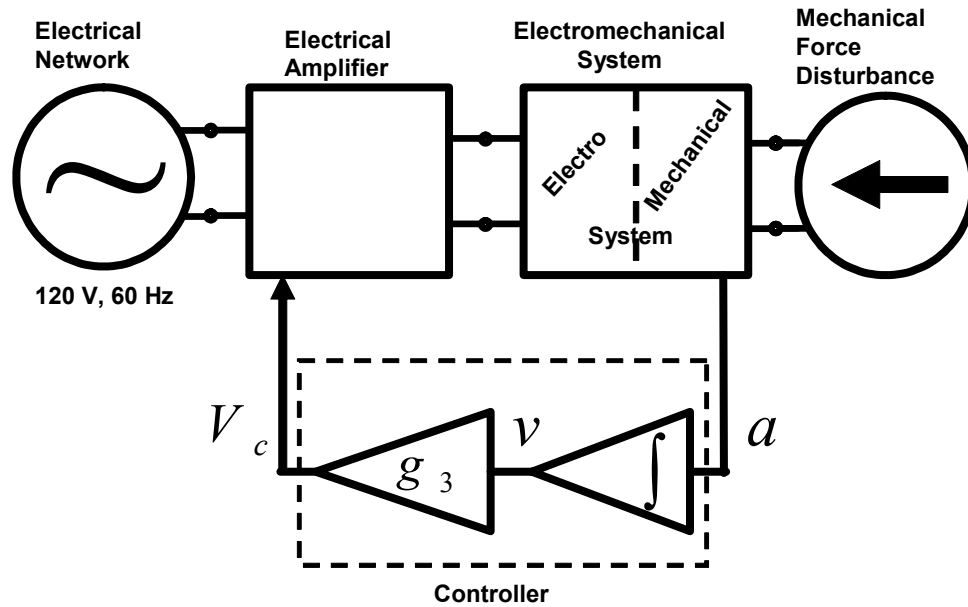 Electrical
Network
Electrical
Amplifier
Electromechanical
System
Mechanical
Force
Disturbance
Electro
Mechanical
System
120 V, 60 Hz
V c
g 3
v
∫
a
Controller